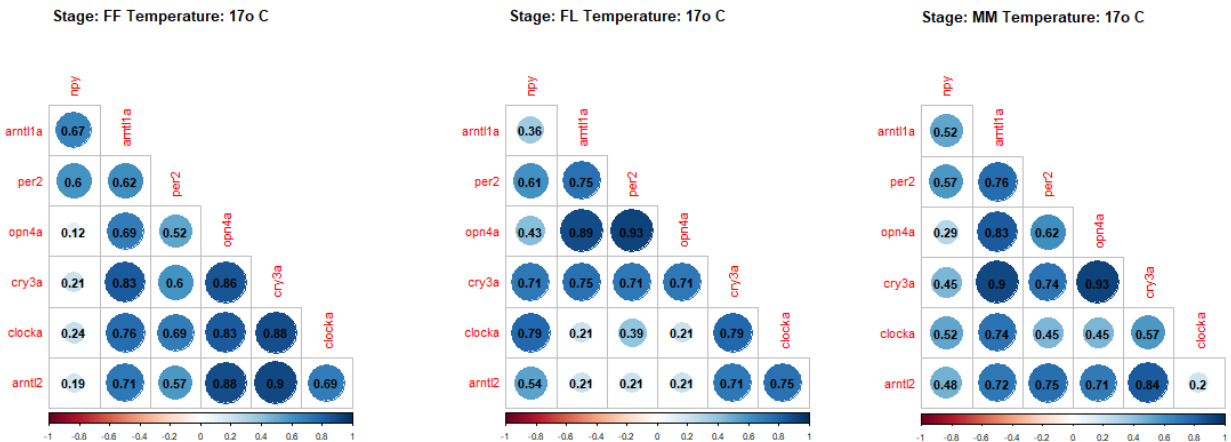 Stage: FF Temperature: 17o C
npy
arntl1a 0.67 arntl1a
per2 0.6 0.62 per2
opn4a 0.12 0.69 0.52 opn4a
cry3a 0.21 0.83 0.6 0.86 cry3a
clocka 0.24 0.76 0.69 0.83 0.88 clocka
arntl2 0.19 0.71 0.57 0.88 0.9 0.69
-1 -0.8 -0.6 -0.4 -0.2 0 0.2 0.4 0.6 0.8 1
Stage: FL Temperature: 17o C
npy
arntl1a 0.36 arntl1a
per2 0.61 0.75 per2
opn4a 0.43 0.89 0.93 opn4a
cry3a 0.71 0.75 0.71 0.71 cry3a
clocka 0.79 0.21 0.39 0.21 0.79 clocka
arntl2 0.54 0.21 0.21 0.21 0.71 0.75
-1 -0.8 -0.6 -0.4 -0.2 0 0.2 0.4 0.6 0.8 1
Stage: MM Temperature: 17o C
npy
arntl1a 0.52 arntl1a
per2 0.57 0.76 per2
opn4a 0.29 0.83 0.62 opn4a
cry3a 0.45 0.9 0.74 0.93 cry3a
clocka 0.52 0.74 0.45 0.45 0.57 clocka
arntl2 0.48 0.72 0.75 0.71 0.84 0.2
-1 -0.8 -0.6 -0.4 -0.2 0 0.2 0.4 0.6 0.8 1